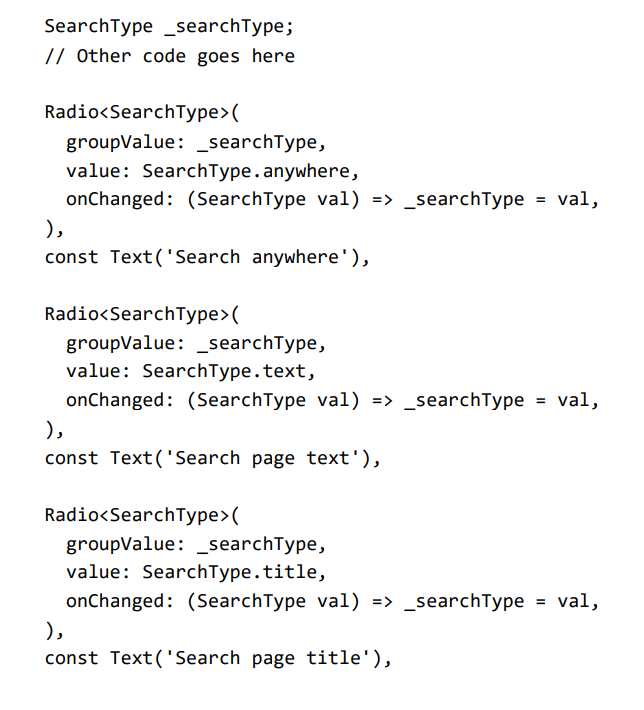 SearchType _searchType;
// Other code goes here

Radio<SearchType>(
  groupValue: _searchType,
  value: SearchType.anywhere,
  onChanged: (SearchType val) => _searchType = val,
),
const Text('Search anywhere'),

Radio<SearchType>(
  groupValue: _searchType,
  value: SearchType.text,
  onChanged: (SearchType val) => _searchType = val,
),
const Text('Search page text'),

Radio<SearchType>(
  groupValue: _searchType,
  value: SearchType.title,
  onChanged: (SearchType val) => _searchType = val,
),
const Text('Search page title'),